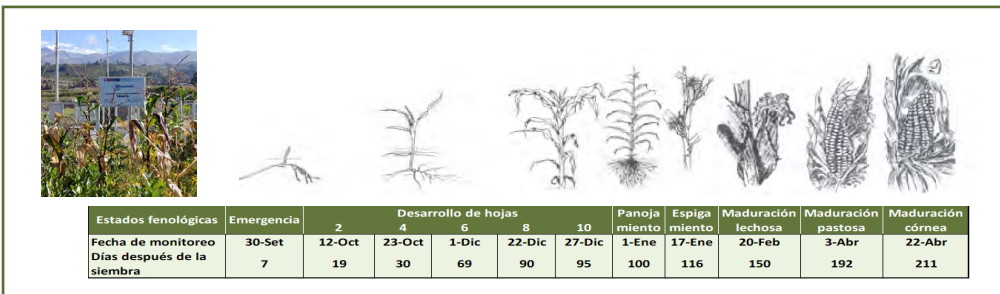 Estados fenológicas Emergencia Desarrollo de hojas Panoja miento Espiga miento Maduración lechosa Maduración pastosa Maduración córnea
2 4 6 8 10
Fecha de monitoreo 30-Set 12-Oct 23-Oct 1-Dic 22-Dic 27-Dic 1-Ene 17-Ene 20-Feb 3-Abr 22-Abr
Días después de la siembra 7 19 30 69 90 95 100 116 150 192 211